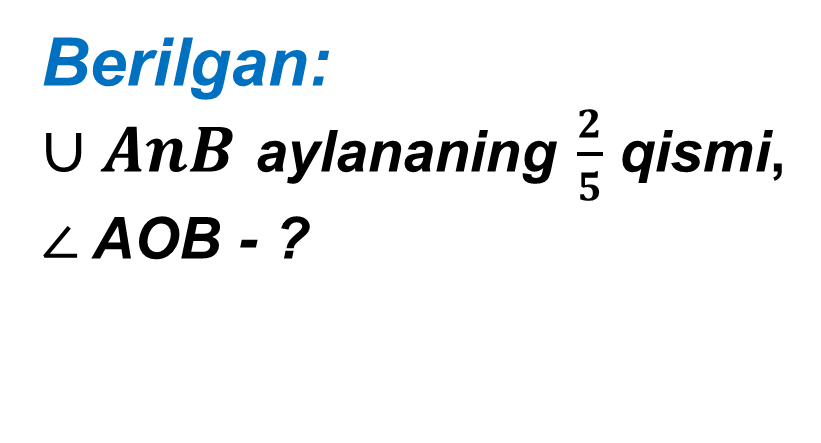 Berilgan:
∪ AnB aylananing 2/5 qismi,
∠ AOB - ?